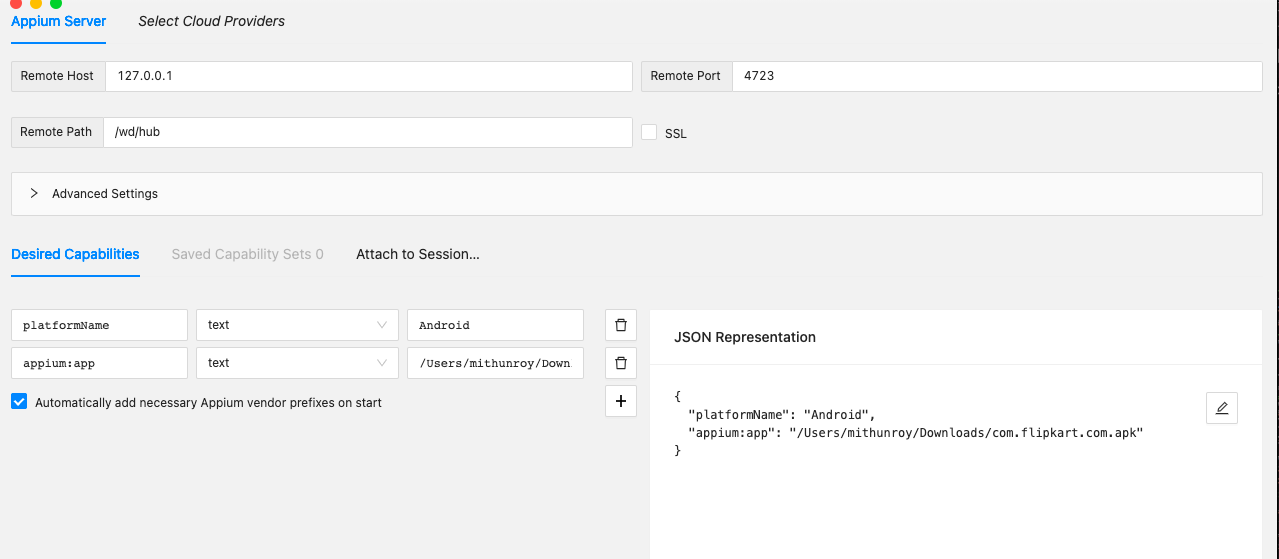 Appium Server Select Cloud Providers
Remote Host 127.0.0.1 Remote Port 4723
Remote Path /wd/hub SSL
Advanced Settings
Desired Capabilities Saved Capability Sets 0 Attach to Session...
platformName text Android
appium:app text /Users/mithunroy/Down
Automatically add necessary Appium vendor prefixes on start
JSON Representation
{
"platformName": "Android",
"appium:app": "/Users/mithunroy/Downloads/com.flipkart.com.apk"
}